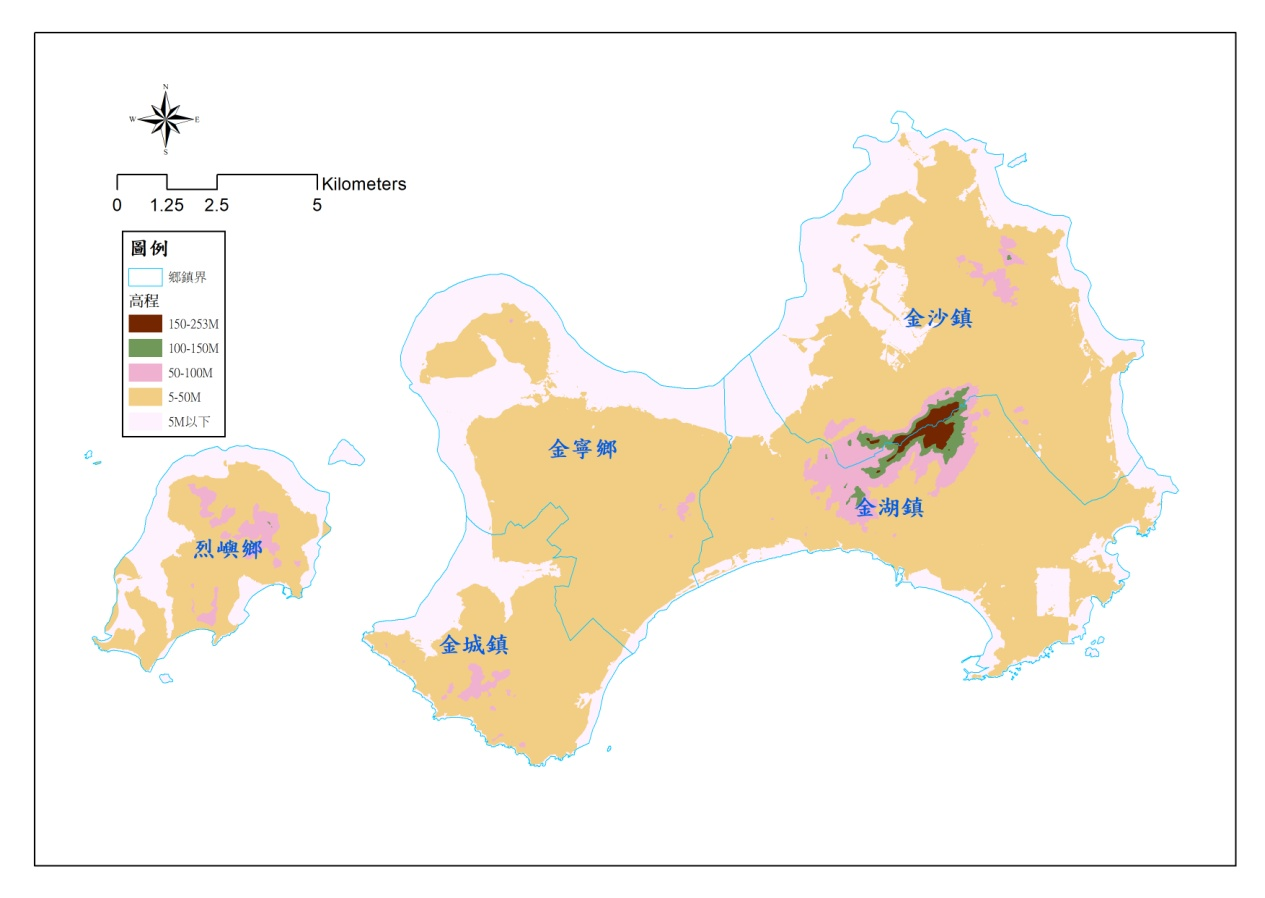 N
W E
S
Kilometers
0 1.25 2.5 5
圖例
鄉鎮界
高程
150-253M
100-150M
50-100M
5-50M
5M以下
金沙鎮
金寧鄉
金湖鎮
烈嶼鄉
金城鎮